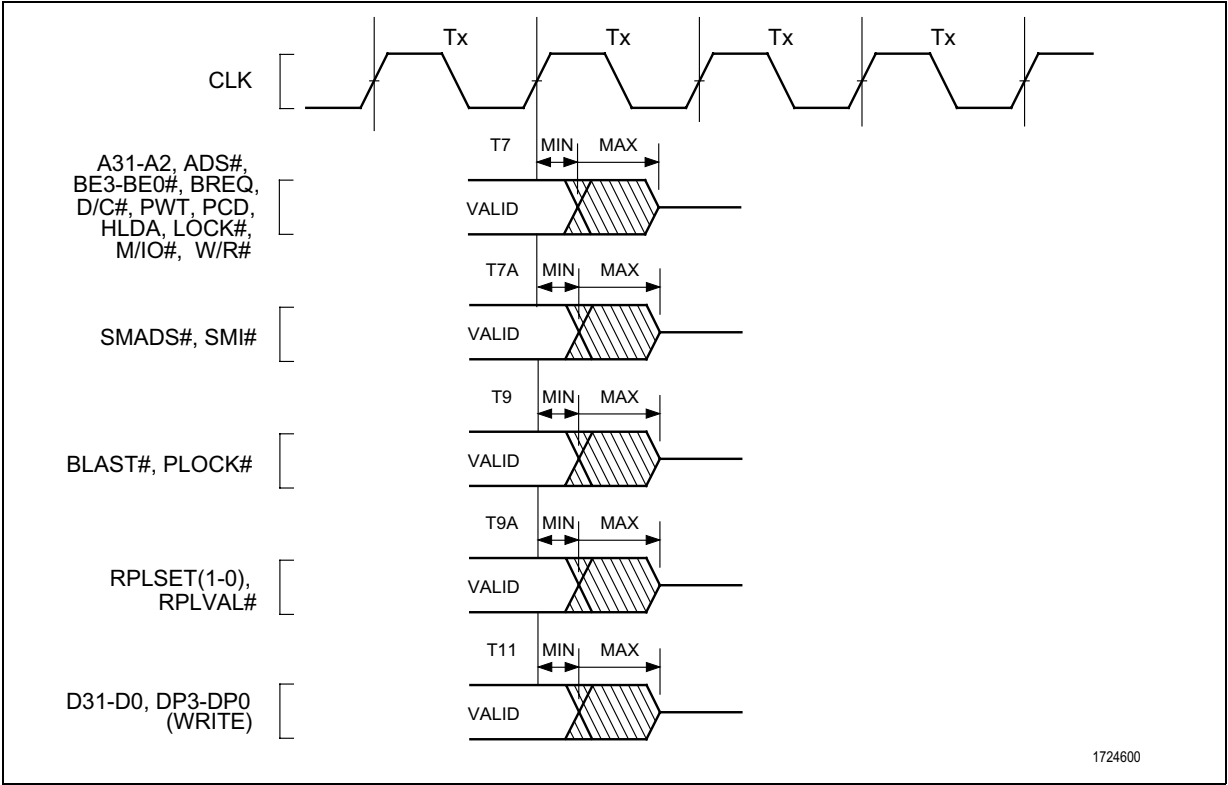 Tx Tx Tx Tx
CLK
T7 MIN MAX
A31-A2, ADS#,
BE3-BE0#, BREQ,
D/C#, PWT, PCD,
HLDA, LOCK#,
M/IO#, W/R#
VALID
T7A MIN MAX
SMADS#, SMI#
VALID
T9 MIN MAX
BLAST#, PLOCK#
VALID
T9A MIN MAX
RPLSET(1-0),
RPLVAL#
VALID
T11 MIN MAX
D31-D0, DP3-DP0
(WRITE)
VALID
1724600